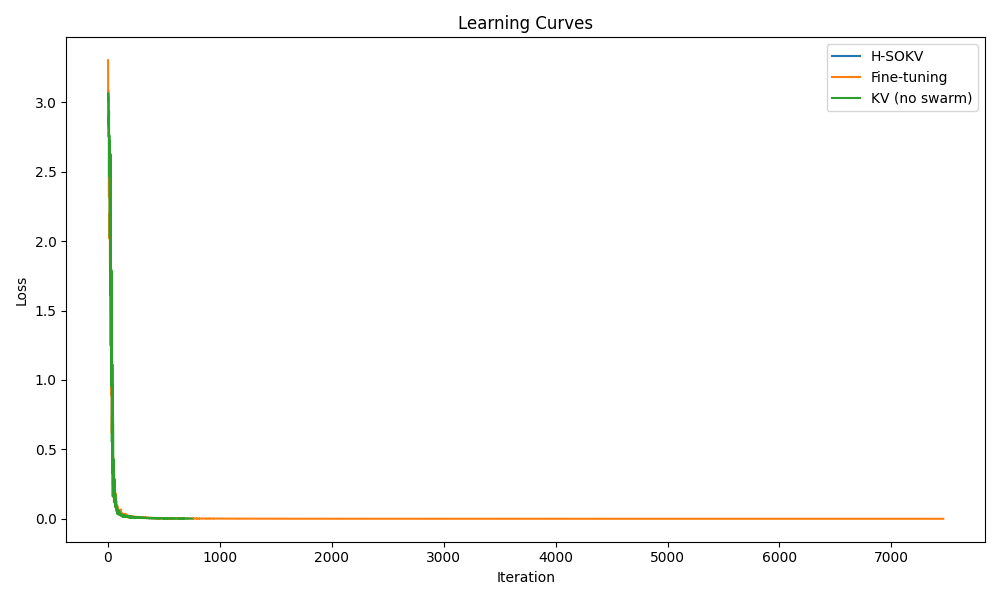 Learning Curves
H-SOKV
Fine-tuning
KV (no swarm)
Loss
3.0
2.5
2.0
1.5
1.0
0.5
0.0
0 1000 2000 3000 4000 5000 6000 7000
Iteration